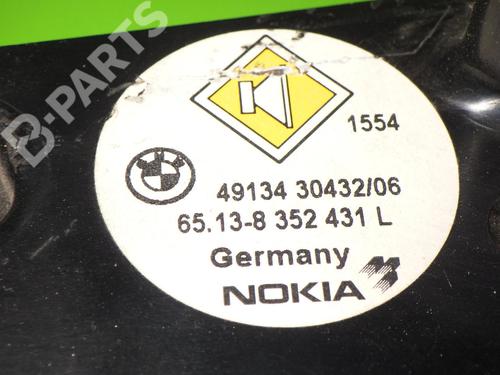 B-PARTS
1554
49134 30432/06
65.13-8 352 431 L
Germany
NOKIA